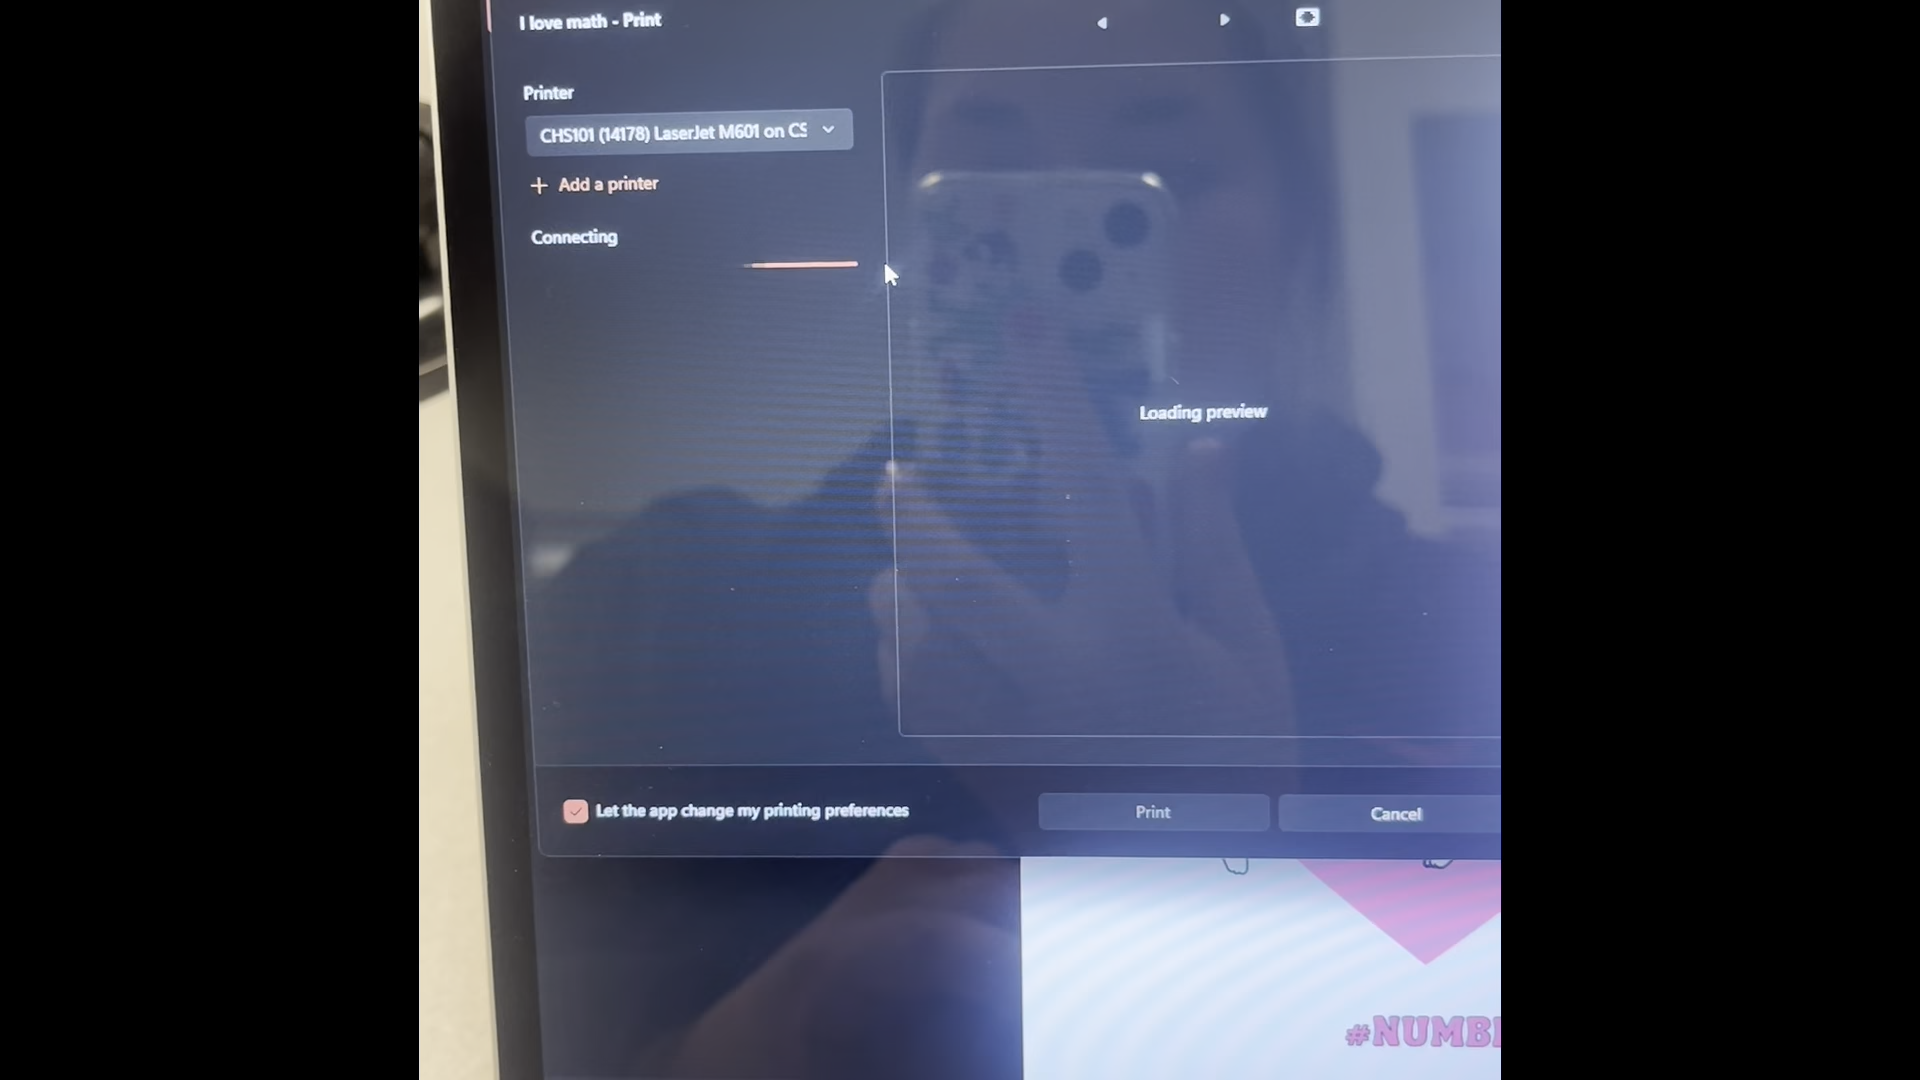 I love math - Print
Printer
CHS101 (14178) LaserJet M601 on CS
+ Add a printer
Connecting
Loading preview
Let the app change my printing preferences
Print
Cancel
#NUMB